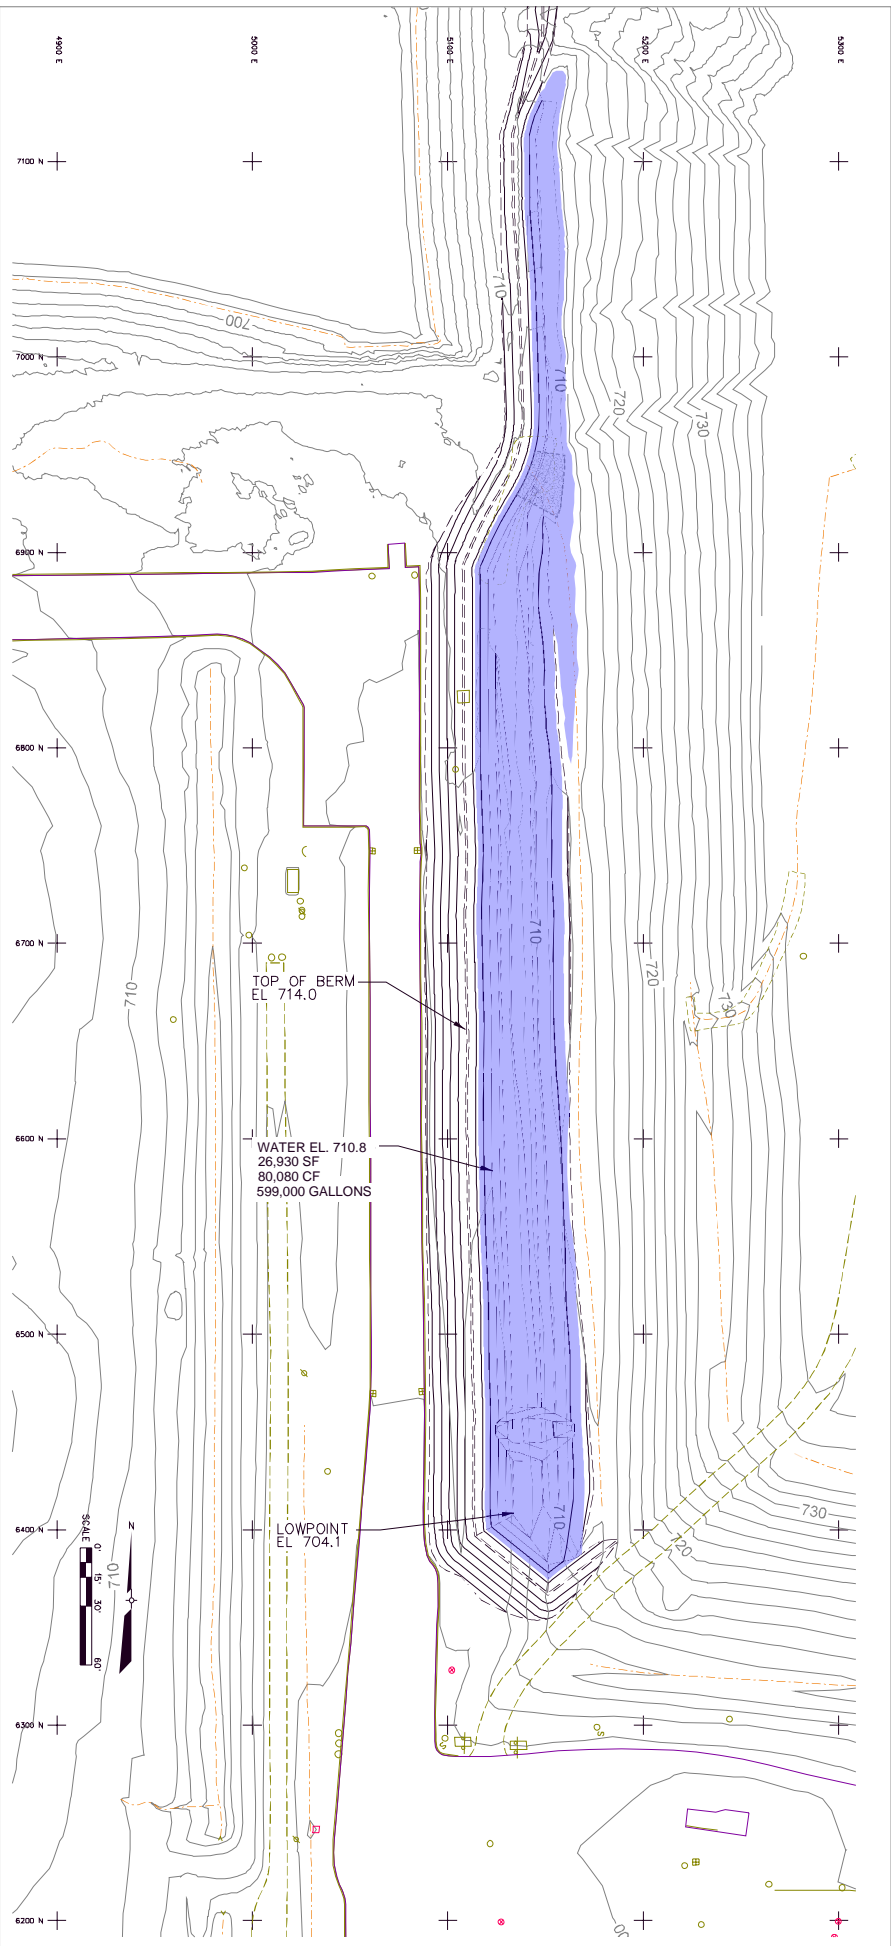 4900 E
5000 E
5100 E
5200 E
5300 E
7100 N
710
700
7000 N
710
720
730
6900 N
6800 N
710
6700 N
720
710
730
TOP OF BERM
EL 714.0
6600 N
WATER EL. 710.8
26,930 SF
80,080 CF
599,000 GALLONS
6500 N
730
710
SCALE
N
6400 N
LOWPOINT
EL 704.1
720
0'
15'
30'
60'
710
6300 N
S
S
6200 N
00